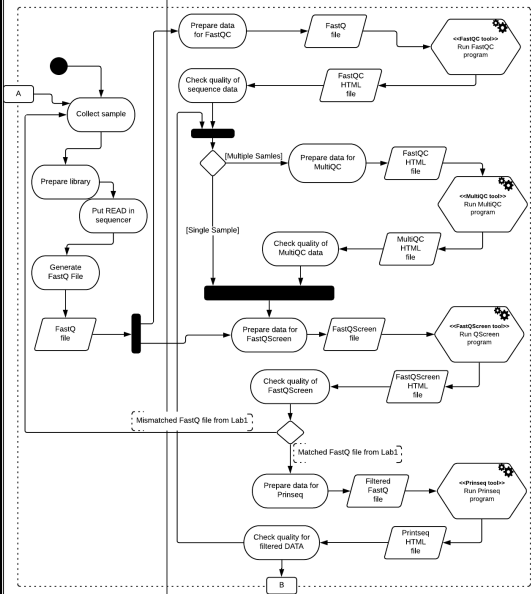 Prepare data
for FastQC
FastQ
file
<<FastQC tool>>
Run FastQC
program
Check quality of
sequence data
FastQC
HTML
file
A
Collect sample
[Multiple Samles]
Prepare data for
MultiQC
FastQC
HTML
file
<<MultiQC tool>>
Run MultiQC
program
Prepare library
Put READ in
sequencer
[Single Sample]
Check quality of
MultiQC data
MultiQC
HTML
file
Generate
FastQ File
FastQ
file
Prepare data for
FastQScreen
FastQScreen
file
<<FastQScreen tool>>
Run QScreen
program
Check quality of
FastQScreen
FastQScreen
HTML
file
Mismatched FastQ file from Lab1
Matched FastQ file from Lab1
Prepare data for
Prinseq
Filtered
FastQ
file
<<Prinseq tool>>
Run Prinseq
program
Check quality for
filtered DATA
Printseq
HTML
file
B